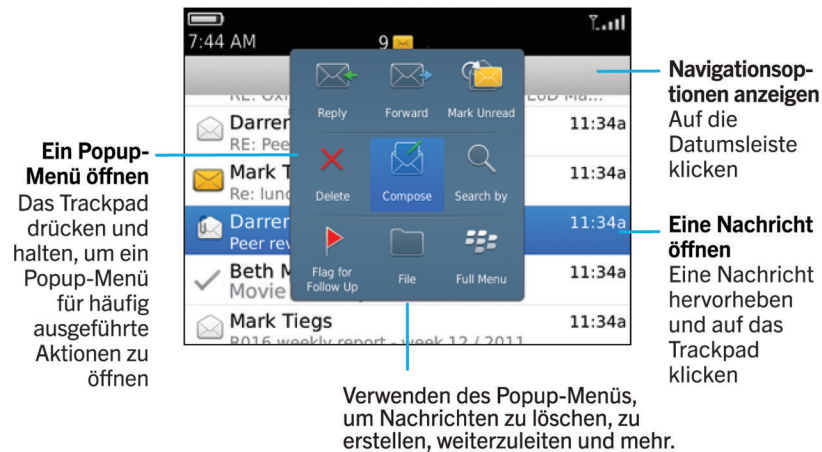 7:44 AM
9
RE: Oxf
LoD Ma...
Darren
11:34a
RE: Pee
Mark T
11:34a
Re: lunc
Darren
11:34a
Peer rev
Beth M
11:34a
Movie
Mark Tiegs
11:34a
R016 weekly report - week 12 / 2011
Reply
Forward
Mark Unread
Delete
Compose
Search by
Flag for
Follow Up
File
Full Menu
Ein Popup-
Menü öffnen
Das Trackpad
drücken und
halten, um ein
Popup-Menü
für häufig
ausgeführte
Aktionen zu
öffnen
Navigationsop-
tionen anzeigen
Auf die
Datumsleiste
klicken
Eine Nachricht
öffnen
Eine Nachricht
hervorheben
und auf das
Trackpad
klicken
Verwenden des Popup-Menüs,
um Nachrichten zu löschen, zu
erstellen, weiterzuleiten und mehr.